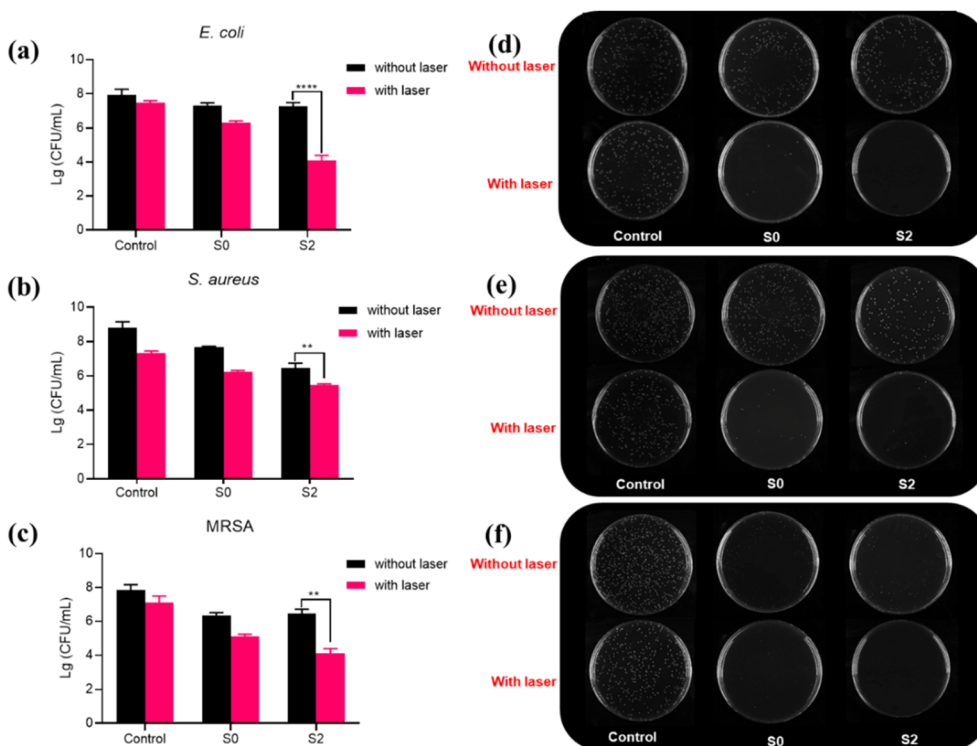 (a)
E. coli
Lg (CFU/mL)
10
8
6
4
2
0
Control
S0
S2
****
without laser
with laser
(b)
S. aureus
Lg (CFU/mL)
10
8
6
4
2
0
Control
S0
S2
**
without laser
with laser
(c)
MRSA
Lg (CFU/mL)
10
8
6
4
2
0
Control
S0
S2
**
without laser
with laser
(d)
Without laser
With laser
Control
S0
S2
(e)
Without laser
With laser
Control
S0
S2
(f)
Without laser
With laser
Control
S0
S2